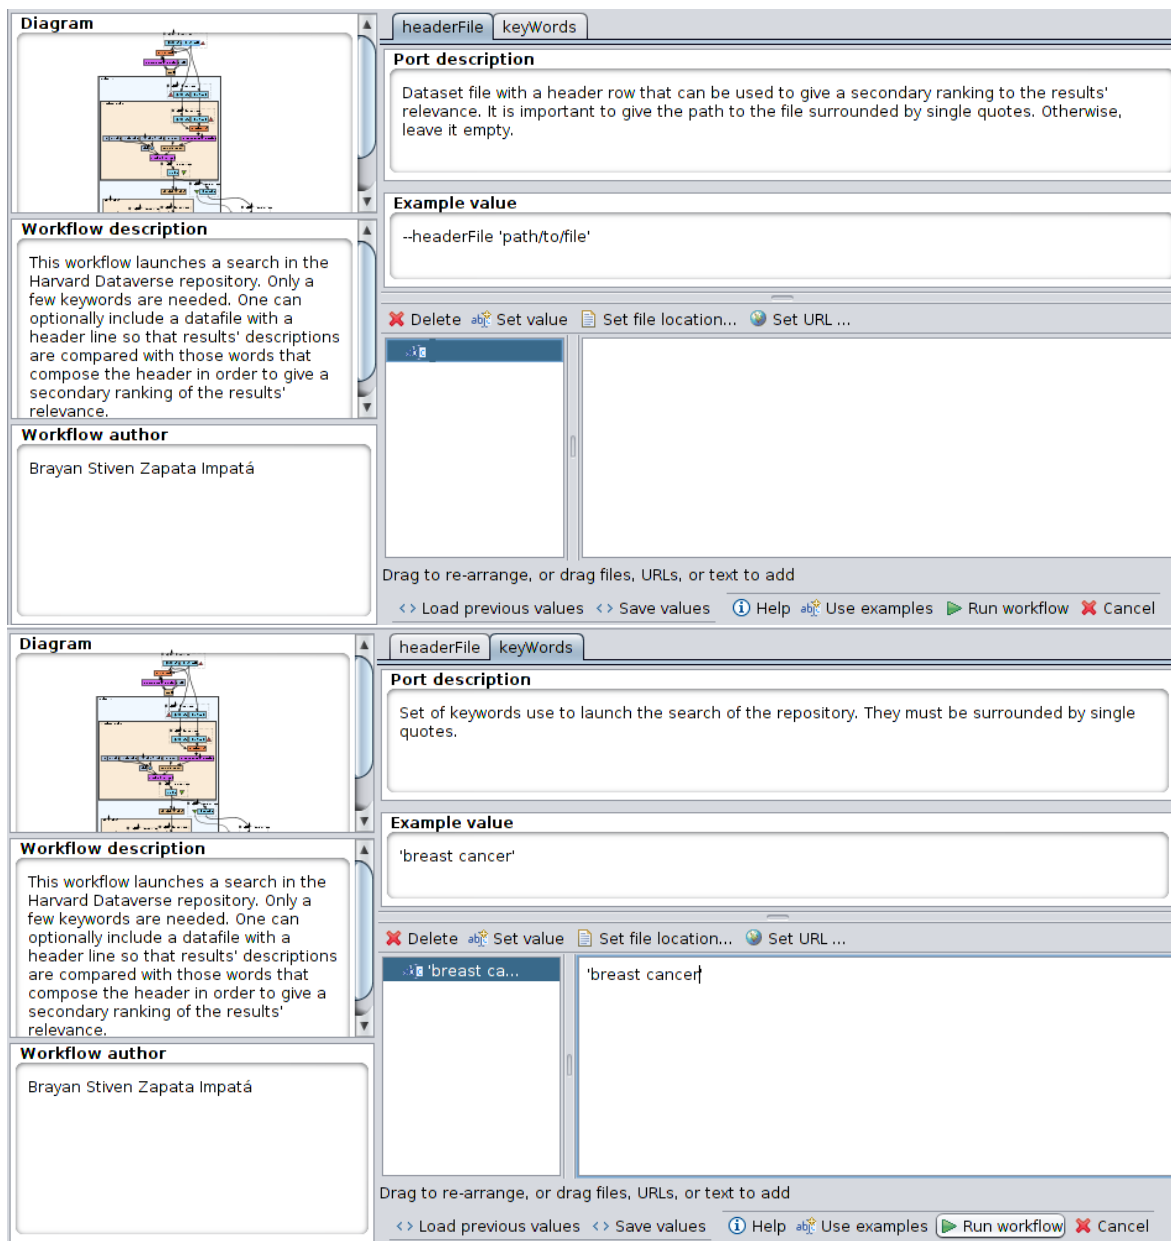 Diagram
headerFile keyWords
Port description
Dataset file with a header row that can be used to give a secondary ranking to the results'
relevance. It is important to give the path to the file surrounded by single quotes. Otherwise,
leave it empty.
Example value
--headerFile 'path/to/file'
Workflow description
This workflow launches a search in the
Harvard Dataverse repository. Only a
few keywords are needed. One can
optionally include a datafile with a
header line so that results' descriptions
are compared with those words that
compose the header in order to give a
secondary ranking of the results'
relevance.
Delete Set value Set file location... Set URL ...
Workflow author
Brayan Stiven Zapata Impatá
Drag to re-arrange, or drag files, URLs, or text to add
Load previous values Save values Help Use examples Run workflow Cancel
Diagram
headerFile keyWords
Port description
Set of keywords use to launch the search of the repository. They must be surrounded by single
quotes.
Example value
'breast cancer'
Workflow description
This workflow launches a search in the
Harvard Dataverse repository. Only a
few keywords are needed. One can
optionally include a datafile with a
header line so that results' descriptions
are compared with those words that
compose the header in order to give a
secondary ranking of the results'
relevance.
Delete Set value Set file location... Set URL ...
'breast ca...
'breast cancer'
Workflow author
Brayan Stiven Zapata Impatá
Drag to re-arrange, or drag files, URLs, or text to add
Load previous values Save values Help Use examples Run workflow Cancel